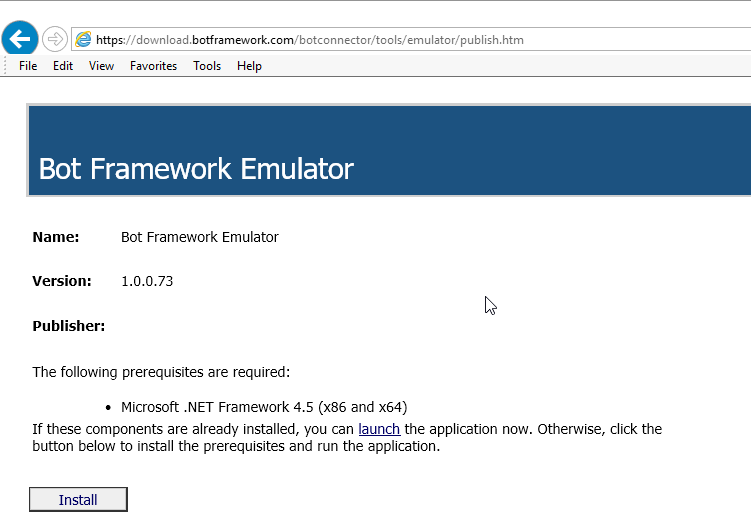 https://download.botframework.com/botconnector/tools/emulator/publish.htm
File Edit View Favorites Tools Help
Bot Framework Emulator
Name: Bot Framework Emulator
Version: 1.0.0.73
Publisher:
The following prerequisites are required:
• Microsoft .NET Framework 4.5 (x86 and x64)
If these components are already installed, you can launch the application now. Otherwise, click the
button below to install the prerequisites and run the application.
Install